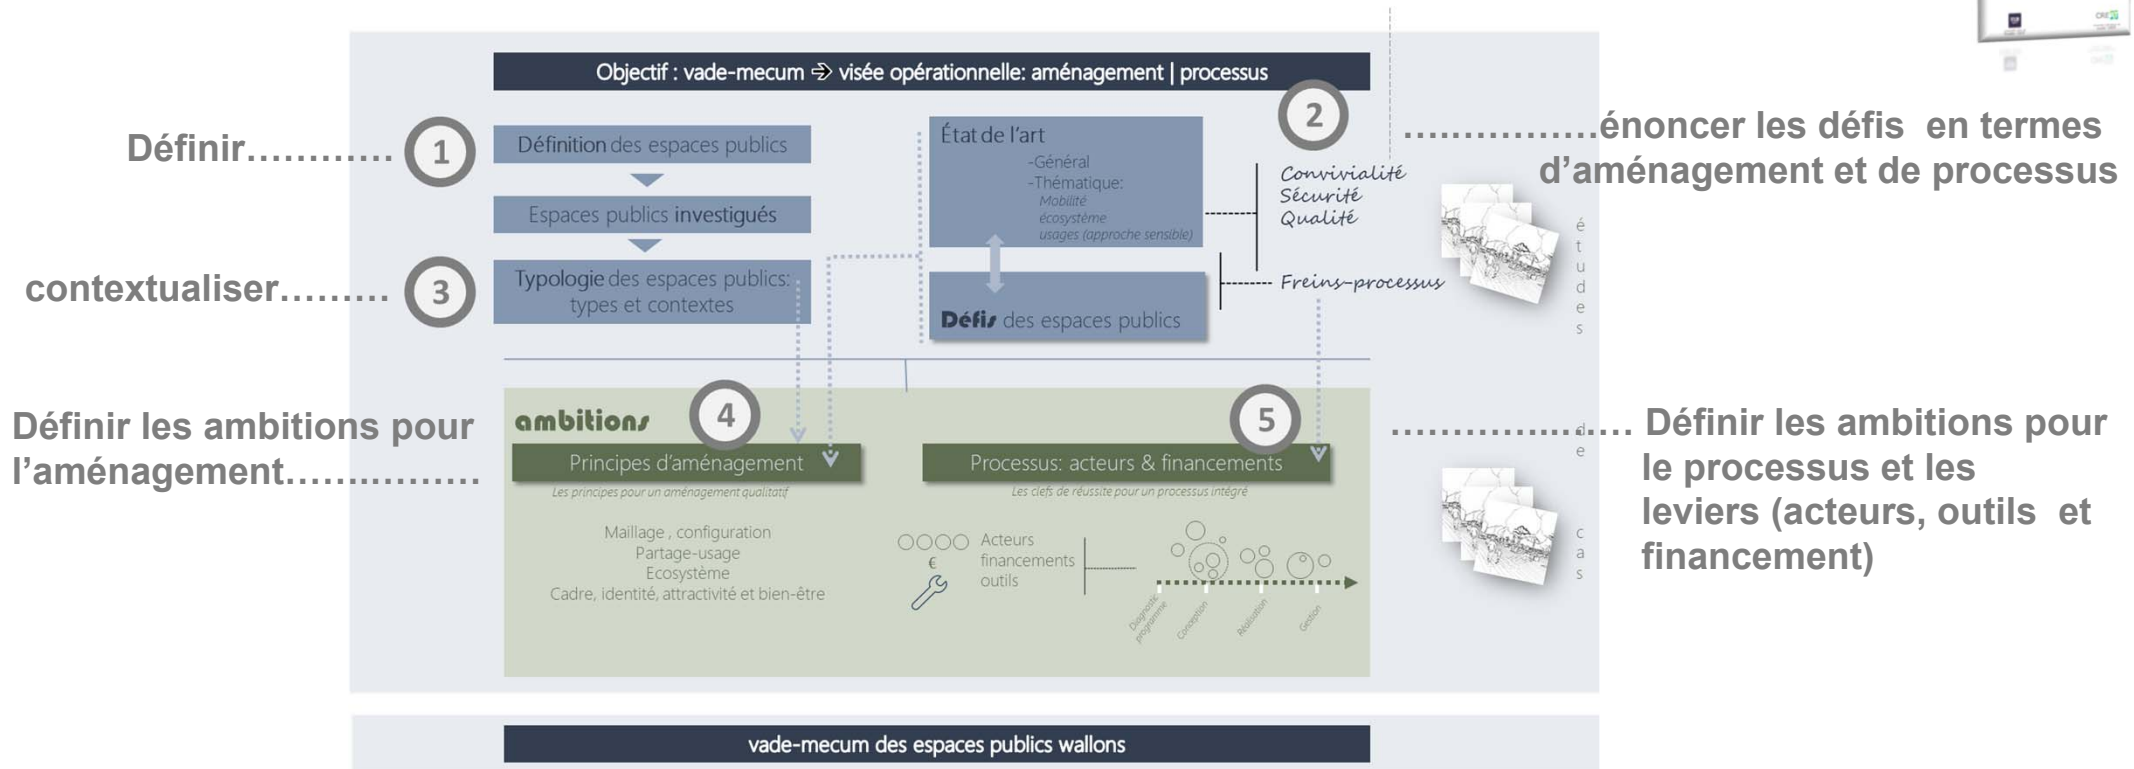 Objectif : vade-mecum ➔ visée opérationnelle: aménagement | processus
Définir…………
1
Définition des espaces publics
Espaces publics investigués
contextualiser………
3
Typologie des espaces publics:
types et contextes
État de l'art
-Général
-Thématique:
Mobilité
écosystème
usages (approche sensible)
Défis des espaces publics
2
Convivialité
Sécurité
Qualité
Freins-processus
……………énoncer les défis en termes
d'aménagement et de processus
études
de
cas
Définir les ambitions pour
l'aménagement………………
ambitions
4
Principes d'aménagement
Les principes pour un aménagement qualitatif
Maillage , configuration
Partage-usage
Ecosystème
Cadre, identité, attractivité et bien-être
5
Processus: acteurs & financements
Les clefs de réussite pour un processus intégré
€
Acteurs
financements
outils
Diagnostic
programme
Conception
Réalisation
Gestion
………………… Définir les ambitions pour
le processus et les
leviers (acteurs, outils et
financement)
vade-mecum des espaces publics wallons